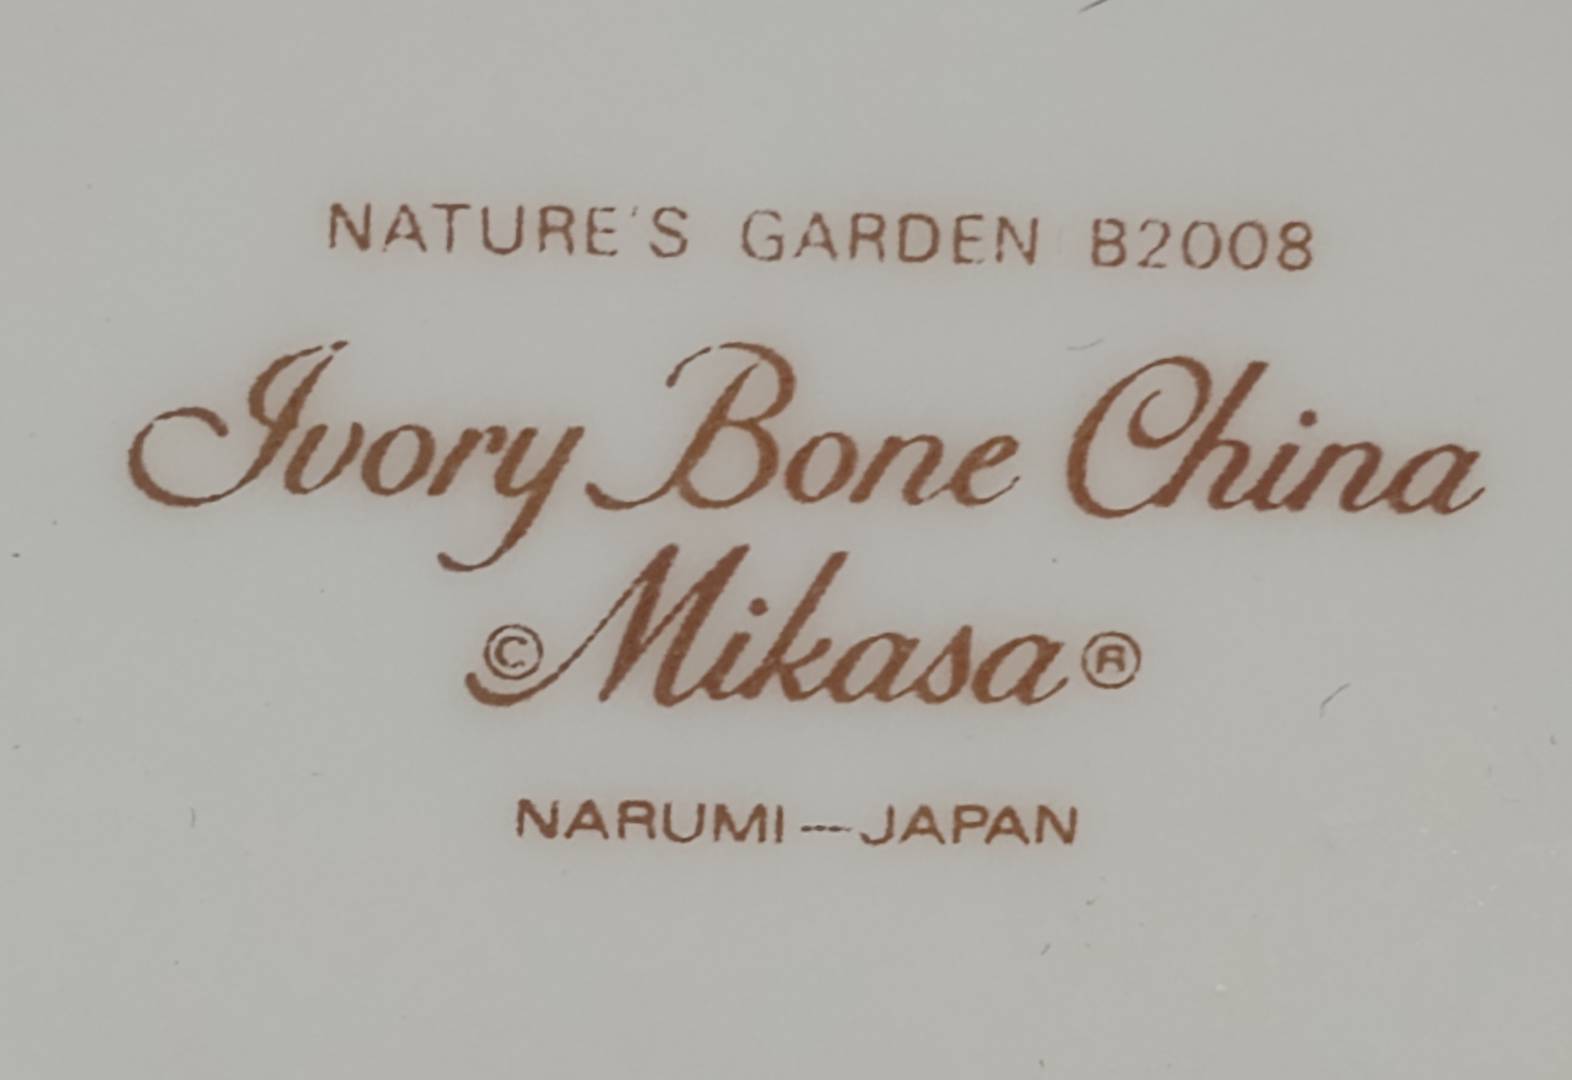 NATURE'S GARDEN B2008
Ivory Bone China
©Mikasa®
NARUMI-JAPAN